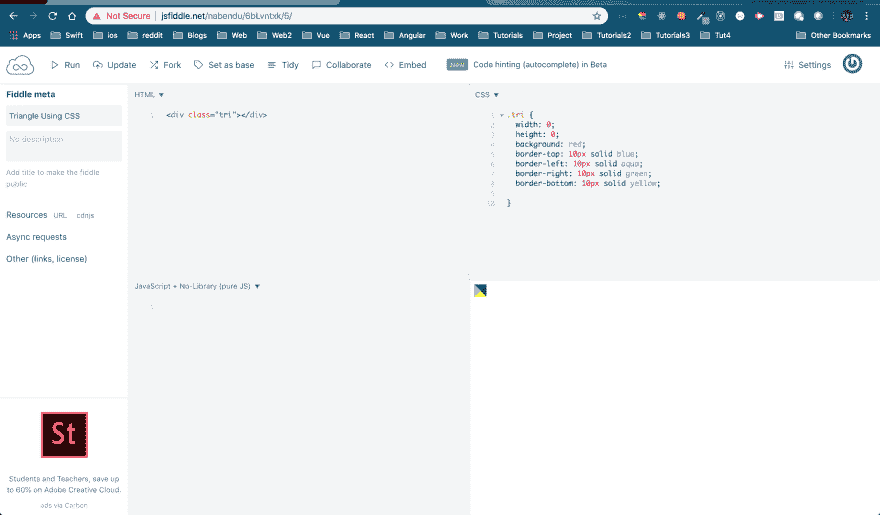 Not Secure | jsfiddle.net/nabendu/6bLvntxk/5/
Apps Swift ios reddit Blogs Web Web2 Vue React Angular Work Tutorials Project Tutorials2 Tutorials3 Tut4 Other Bookmarks
Run Update Fork Set as base Tidy Collaborate Embed Code hinting (autocomplete) in Beta Settings
Fiddle meta
Triangle Using CSS
No description
Add title to make the fiddle
public
Resources URL cdnjs
Async requests
Other (links, license)
St
Students and Teachers, save up
to 60% on Adobe Creative Cloud.
ads via Carbon
HTML
1 <div class="tri"></div>
CSS
1 .tri {
2 width: 0;
3 height: 0;
4 background: red;
5 border-top: 10px solid blue;
6 border-left: 10px solid aqua;
7 border-right: 10px solid green;
8 border-bottom: 10px solid yellow;
9
10 }
JavaScript + No-Library (pure JS)
1